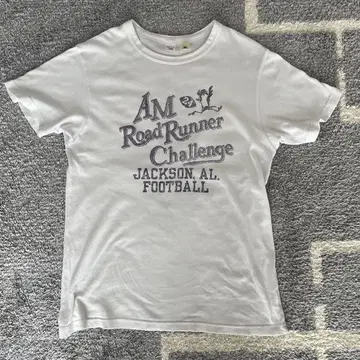 AM
Road Runner
Challenge
JACKSON, AL.
FOOTBALL